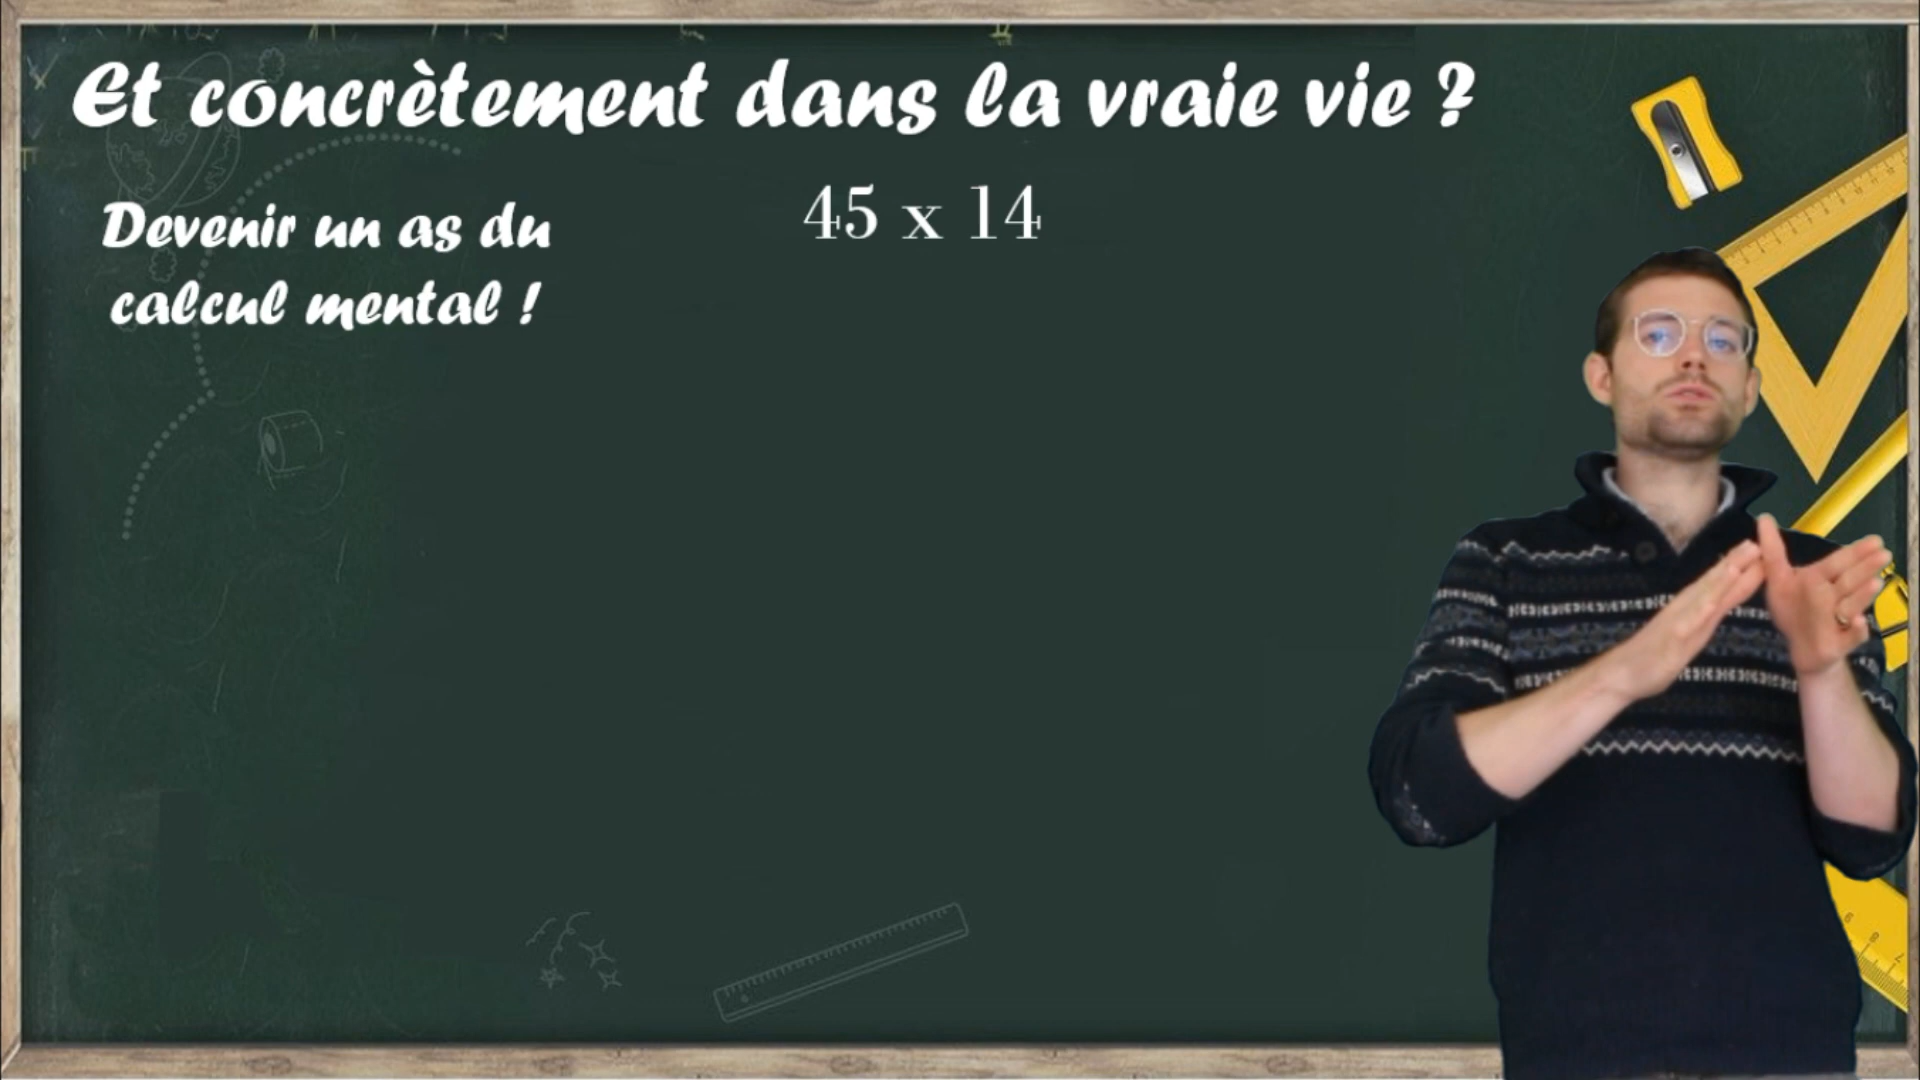 Et concrètement dans la vraie vie ?
Devenir un as du
calcul mental !
45 x 14